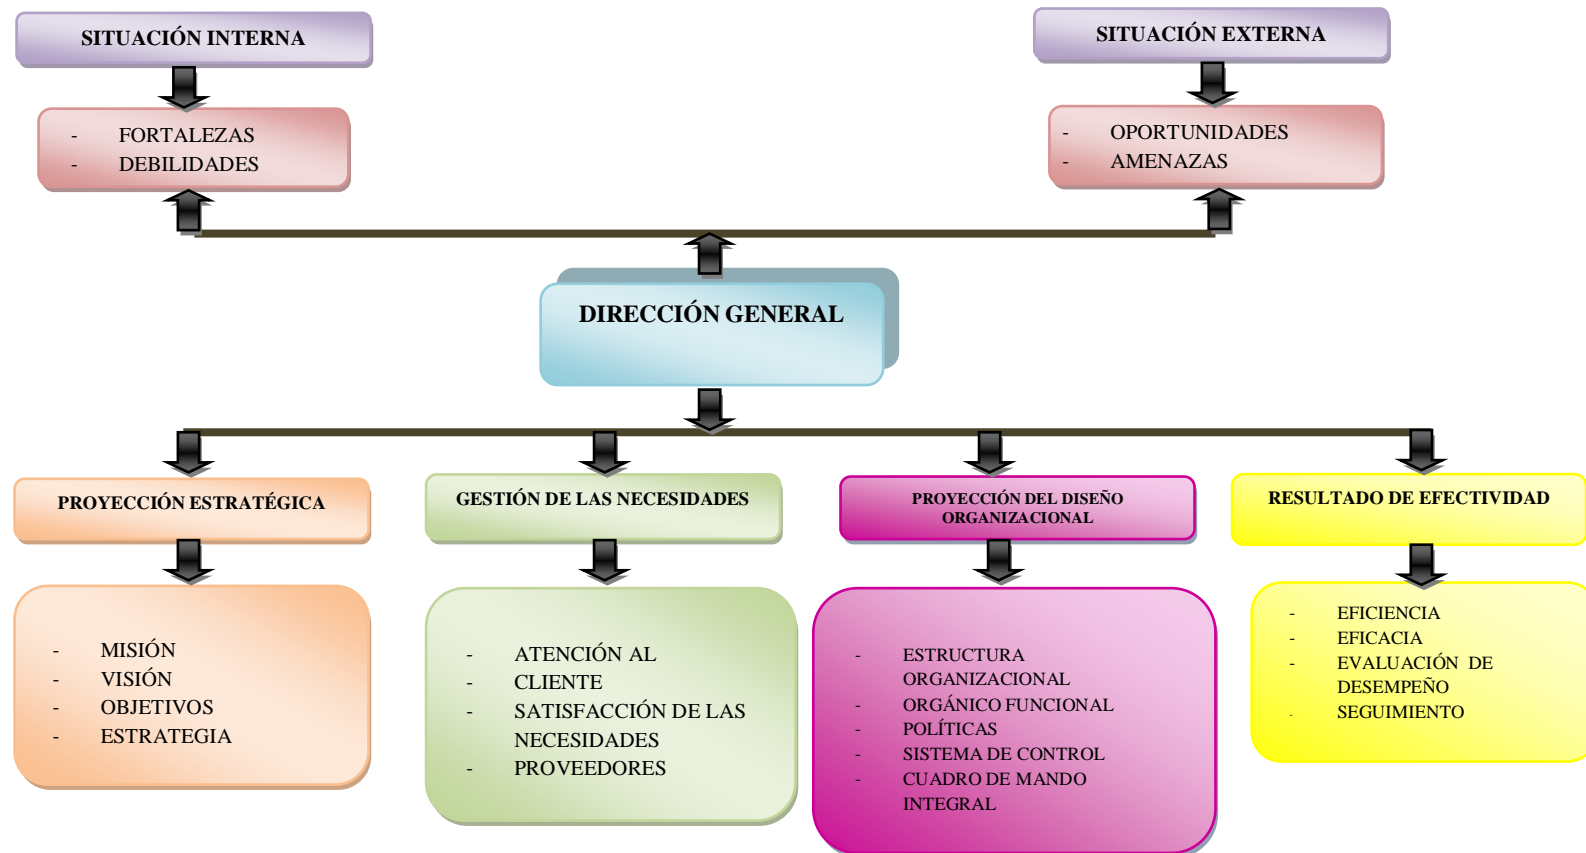 SITUACIÓN INTERNA
SITUACIÓN EXTERNA
- FORTALEZAS
- DEBILIDADES
- OPORTUNIDADES
- AMENAZAS
DIRECCIÓN GENERAL
PROYECCIÓN ESTRATÉGICA
GESTIÓN DE LAS NECESIDADES
PROYECCIÓN DEL DISEÑO
ORGANIZACIONAL
RESULTADO DE EFECTIVIDAD
- MISIÓN
- VISIÓN
- OBJETIVOS
- ESTRATEGIA
- ATENCIÓN AL
- CLIENTE
- SATISFACCIÓN DE LAS
NECESIDADES
- PROVEEDORES
- ESTRUCTURA
ORGANIZACIONAL
- ORGÁNICO FUNCIONAL
- POLÍTICAS
- SISTEMA DE CONTROL
- CUADRO DE MANDO
INTEGRAL
- EFICIENCIA
- EFICACIA
- EVALUACIÓN DE
DESEMPEÑO
- SEGUIMIENTO